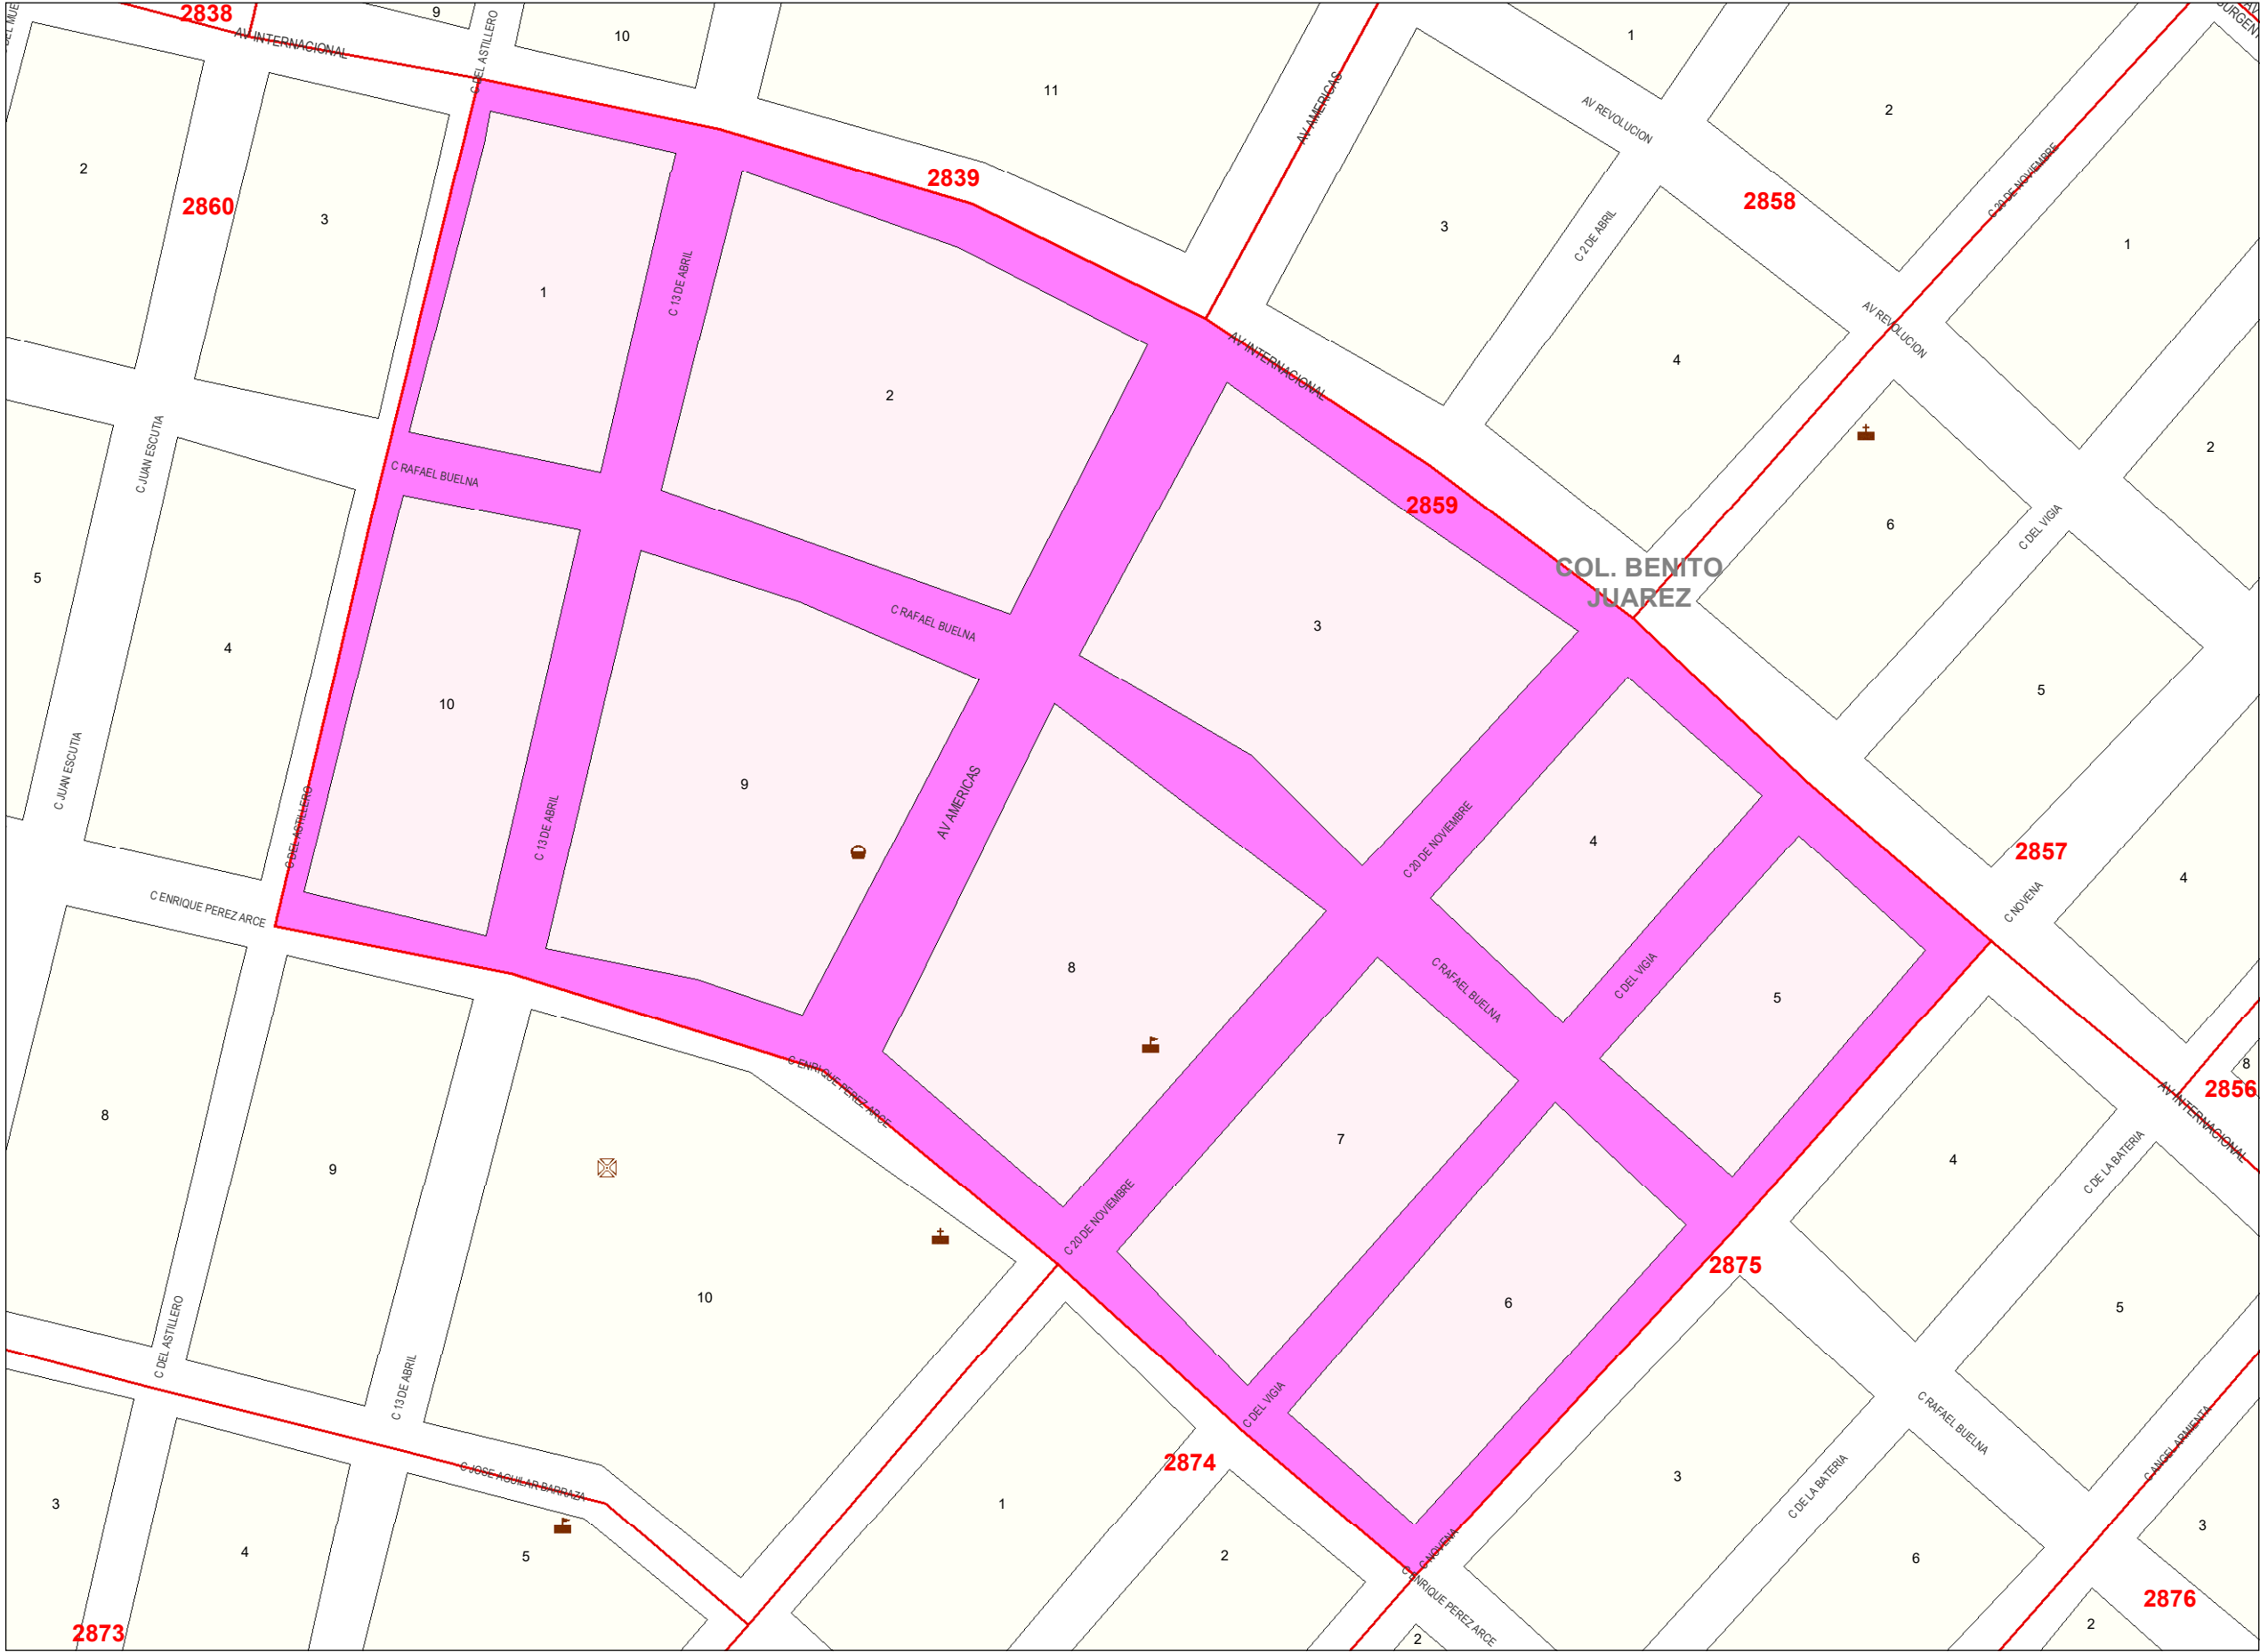 2838
9
10
1
AV INTERNACIONAL
C DEL ASTILLERO
11
AV AMERICAS
AV REVOLUCION
2
2
2860
3
2839
3
2858
C 20 DE NOVIEMBRE
1
C 2 DE ABRIL
1
C 13 DE ABRIL
AV REVOLUCION
AV INTERNACIONAL
4
2
C JUAN ESCUTIA
C RAFAEL BUELNA
2859
2
6
C DEL VIGIA
5
COL. BENITO
JUAREZ
C RAFAEL BUELNA
3
4
10
5
C JUAN ESCUTIA
9
AV AMERICAS
C DEL ASTILLERO
C 13 DE ABRIL
C 20 DE NOVIEMBRE
4
2857
4
C ENRIQUE PEREZ ARCE
C NOVENA
8
C RAFAEL BUELNA
C DEL VIGIA
5
8
2856
AV INTERNACIONAL
C ENRIQUE PEREZ ARCE
8
7
4
C DE LA BATERIA
9
C 20 DE NOVIEMBRE
2875
10
6
5
C DEL ASTILLERO
C 13 DE ABRIL
C DEL VIGIA
C RAFAEL BUELNA
C ANGEL ARMIENTA
2874
C JOSE AGUILAR BARRAZA
3
C DE LA BATERIA
3
1
3
4
5
2
C NOVENA
6
C ENRIQUE PEREZ ARCE
2876
2873
2
2